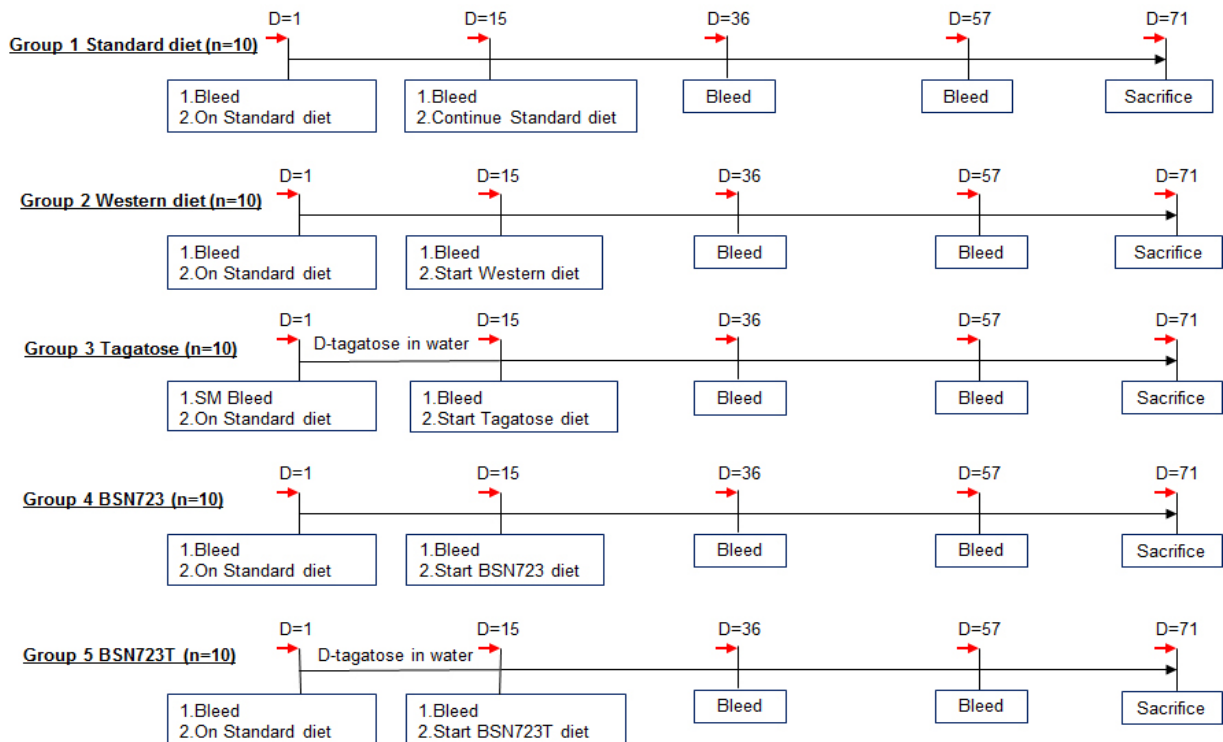 D=1 D=15 D=36 D=57 D=71
Group 1 Standard diet (n=10)
1.Bleed
2.On Standard diet
1.Bleed
2.Continue Standard diet
Bleed
Bleed
Sacrifice
D=1 D=15 D=36 D=57 D=71
Group 2 Western diet (n=10)
1.Bleed
2.On Standard diet
1.Bleed
2.Start Western diet
Bleed
Bleed
Sacrifice
D=1 D=15 D=36 D=57 D=71
Group 3 Tagatose (n=10)
D-tagatose in water
1.SM Bleed
2.On Standard diet
1.Bleed
2.Start Tagatose diet
Bleed
Bleed
Sacrifice
D=1 D=15 D=36 D=57 D=71
Group 4 BSN723 (n=10)
1.Bleed
2.On Standard diet
1.Bleed
2.Start BSN723 diet
Bleed
Bleed
Sacrifice
D=1 D=15 D=36 D=57 D=71
Group 5 BSN723T (n=10)
D-tagatose in water
1.Bleed
2.On Standard diet
1.Bleed
2.Start BSN723T diet
Bleed
Bleed
Sacrifice